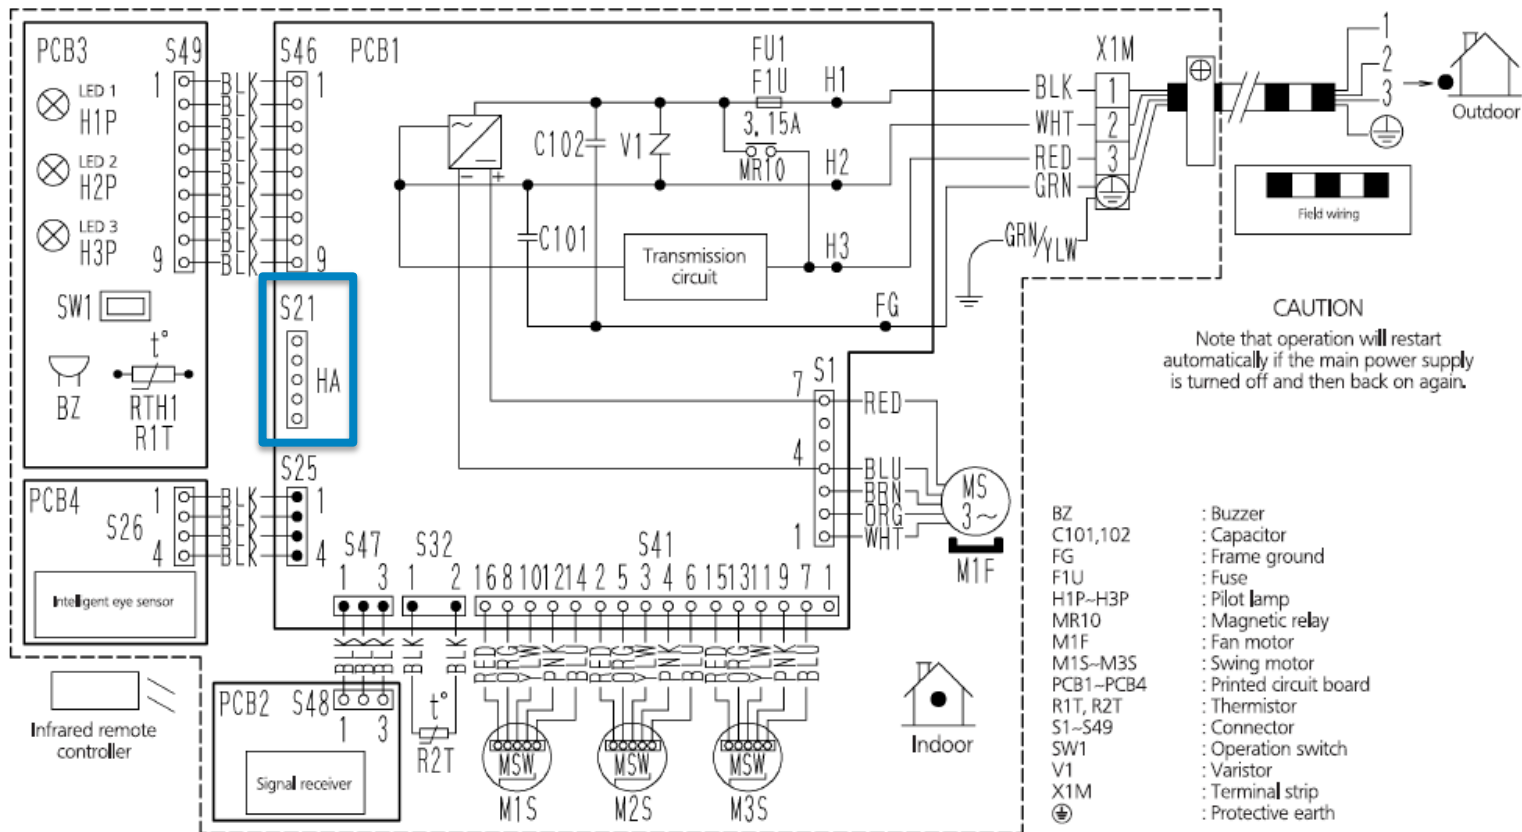 PCB3
S49
1
9
LED 1
H1P
LED 2
H2P
LED 3
H3P
SW1
BZ
t°
RTH1
R1T
BLK
BLK
BLK
BLK
BLK
BLK
BLK
BLK
BLK
S46
1
9
PCB1
S21
HA
S25
1
4
PCB4
S26
1
4
BLK
BLK
BLK
BLK
Intelligent eye sensor
Infrared remote
controller
C102
V1
FU1
F1U
3.15A
MR10
H1
H2
H3
C101
~
−
− +
Transmission
circuit
FG
BLK
WHT
RED
GRN
GRN/YLW
X1M
1
2
3
1
2
3
Outdoor
Field wiring
CAUTION
Note that operation will restart
automatically if the main power supply
is turned off and then back on again.
S1
7
4
1
RED
BLU
BRN
ORG
WHT
MS
3~
M1F
S47
1 3
BLK
BLK
BLK
S32
1 2
BLK
BLK
t°
R2T
S41
16 8 10 12 14 2 5 3 4 6 15 13 11 9 7 1
RED ORG YLW PNK BLU RED ORG YLW PNK BLU RED ORG YLW PNK BLU
MSW
M1S
MSW
M2S
MSW
M3S
PCB2
S48
1 3
Signal receiver
Indoor
BZ : Buzzer
C101,102 : Capacitor
FG : Frame ground
F1U : Fuse
H1P~H3P : Pilot lamp
MR10 : Magnetic relay
M1F : Fan motor
M1S~M3S : Swing motor
PCB1~PCB4 : Printed circuit board
R1T, R2T : Thermistor
S1~S49 : Connector
SW1 : Operation switch
V1 : Varistor
X1M : Terminal strip
: Protective earth